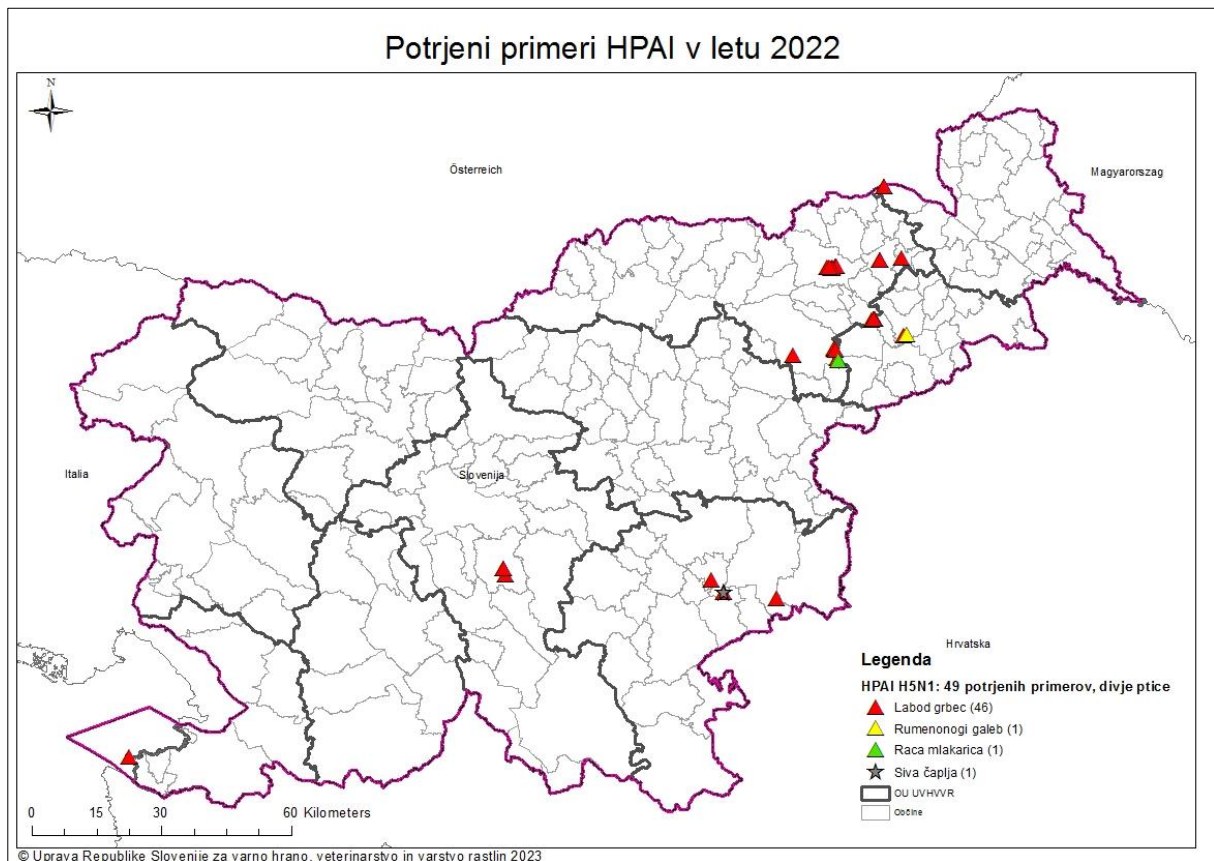 Potrjeni primeri HPAI v letu 2022
N
Österreich
Magyarország
Italia
Slovenija
Hrvatska
Legenda
HPAI H5N1: 49 potrjenih primerov, divje ptice
Labod grbec (46)
Rumenonogi galeb (1)
Raca mlakarica (1)
Siva čaplja (1)
OU UVHVVR
Občine
0 15 30 60 Kilometers
© Uprava Republike Slovenije za varno hrano, veterinarstvo in varstvo rastlin 2023